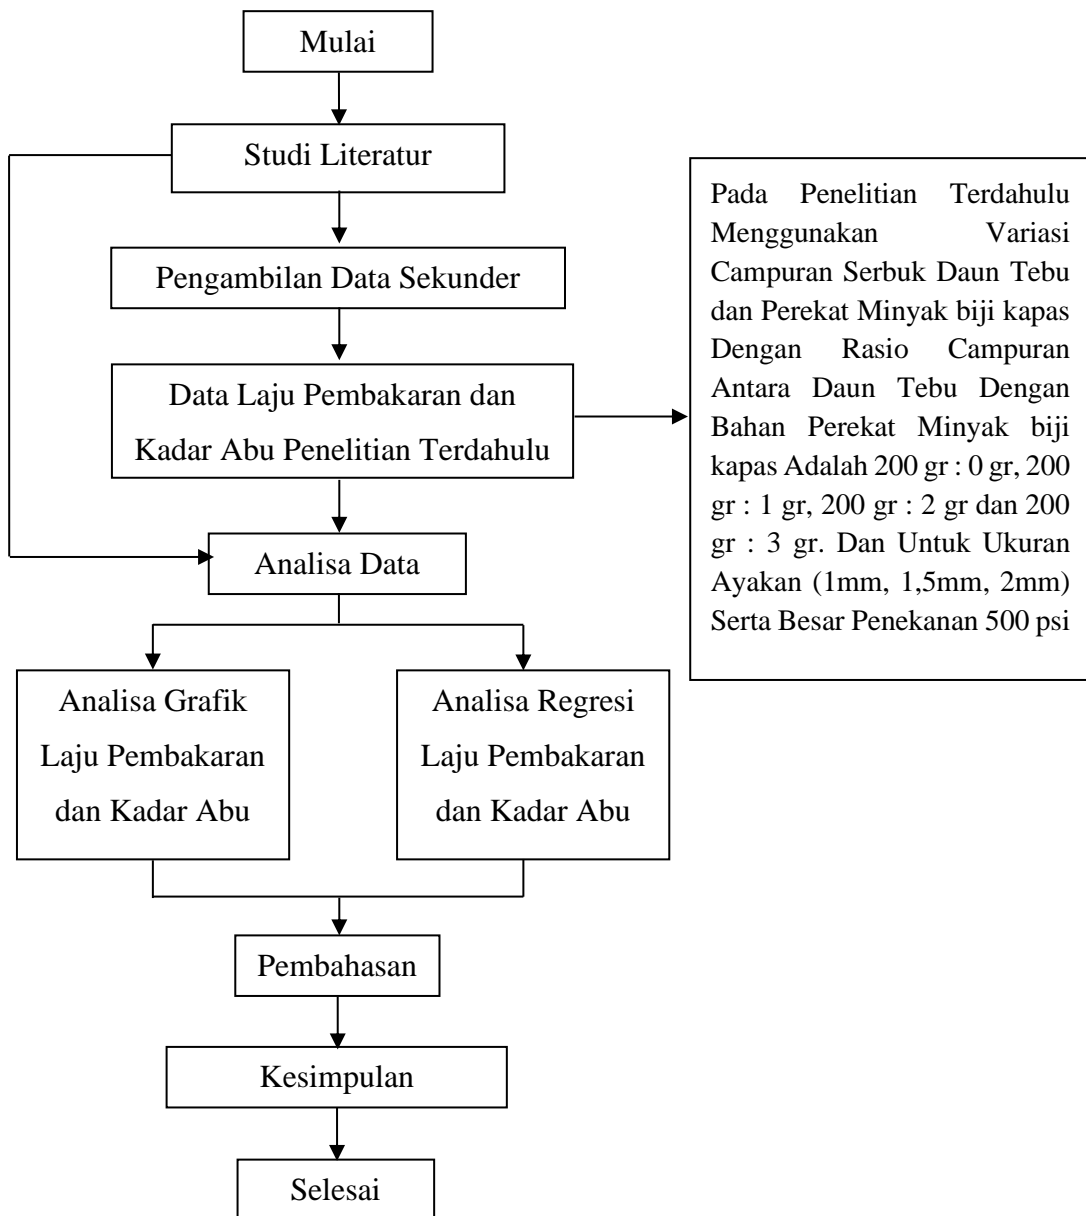 Mulai
Studi Literatur
Pengambilan Data Sekunder
Data Laju Pembakaran dan
Kadar Abu Penelitian Terdahulu
Pada Penelitian Terdahulu
Menggunakan Variasi
Campuran Serbuk Daun Tebu
dan Perekat Minyak biji kapas
Dengan Rasio Campuran
Antara Daun Tebu Dengan
Bahan Perekat Minyak biji
kapas Adalah 200 gr : 0 gr, 200
gr : 1 gr, 200 gr : 2 gr dan 200
gr : 3 gr. Dan Untuk Ukuran
Ayakan (1mm, 1,5mm, 2mm)
Serta Besar Penekanan 500 psi
Analisa Data
Analisa Grafik
Laju Pembakaran
dan Kadar Abu
Analisa Regresi
Laju Pembakaran
dan Kadar Abu
Pembahasan
Kesimpulan
Selesai